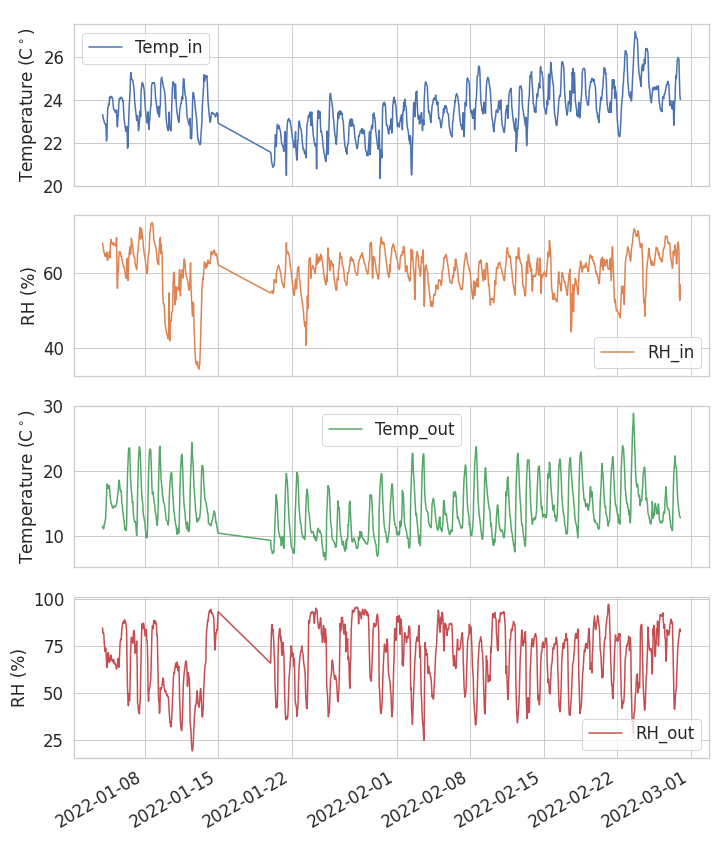 Temperature (C°)
26
24
22
20
Temp_in
RH (%)
60
40
RH_in
Temperature (C°)
30
20
10
Temp_out
RH (%)
100
75
50
25
RH_out
2022-01-08
2022-01-15
2022-01-22
2022-02-01
2022-02-08
2022-02-15
2022-02-22
2022-03-01